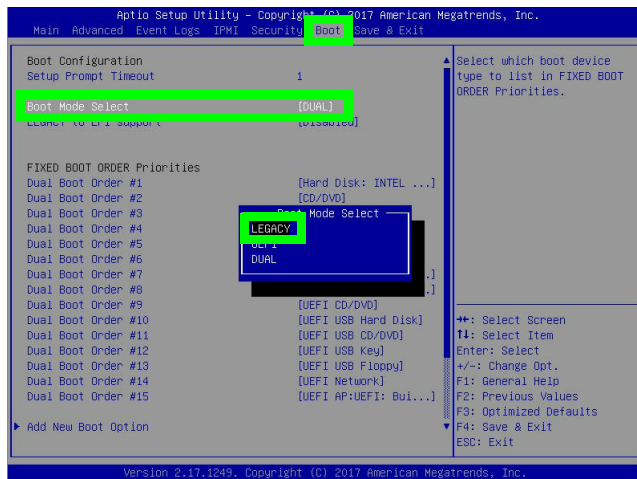 Aptio Setup Utility – Copyright (C) 2017 American Megatrends, Inc.
Main Advanced Event Logs IPMI Security Boot Save & Exit
Boot Configuration
Setup Prompt Timeout 1
Boot Mode Select [DUAL]
LEGACY to EFI support [Disabled]
FIXED BOOT ORDER Priorities
Dual Boot Order #1 [Hard Disk: INTEL ...]
Dual Boot Order #2 [CD/DVD]
Dual Boot Order #3
Dual Boot Order #4
Dual Boot Order #5
Dual Boot Order #6
Dual Boot Order #7 .]
Dual Boot Order #8 .]
Dual Boot Order #9 [UEFI CD/DVD]
Dual Boot Order #10 [UEFI USB Hard Disk]
Dual Boot Order #11 [UEFI USB CD/DVD]
Dual Boot Order #12 [UEFI USB Key]
Dual Boot Order #13 [UEFI USB Floppy]
Dual Boot Order #14 [UEFI Network]
Dual Boot Order #15 [UEFI AP:UEFI: Bui...]
Add New Boot Option
Boot Mode Select
LEGACY
UEFI
DUAL
Select which boot device
type to list in FIXED BOOT
ORDER Priorities.
→←: Select Screen
↑↓: Select Item
Enter: Select
+/-: Change Opt.
F1: General Help
F2: Previous Values
F3: Optimized Defaults
F4: Save & Exit
ESC: Exit
Version 2.17.1249. Copyright (C) 2017 American Megatrends, Inc.